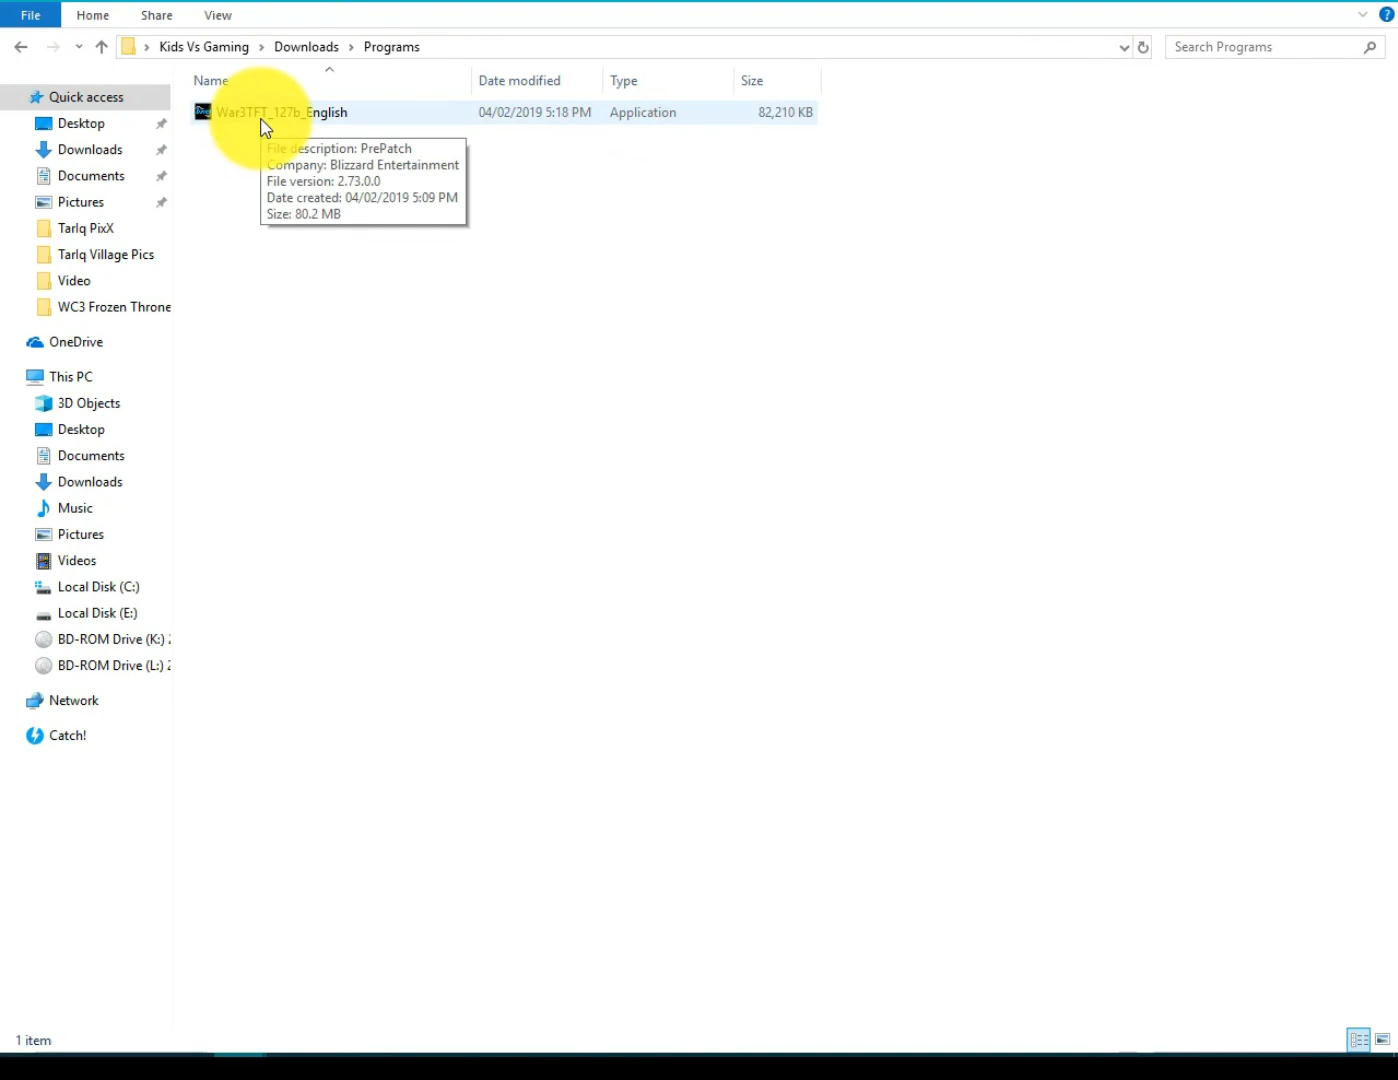 File Home Share View
Kids Vs Gaming Downloads Programs
Search Programs
Name Date modified Type Size
War3TFT_127b_English 04/02/2019 5:18 PM Application 82,210 KB
File description: PrePatch
Company: Blizzard Entertainment
File version: 2.73.0.0
Date created: 04/02/2019 5:09 PM
Size: 80.2 MB
Quick access
Desktop
Downloads
Documents
Pictures
TarIq PixX
TarIq Village Pics
Video
WC3 Frozen Throne
OneDrive
This PC
3D Objects
Desktop
Documents
Downloads
Music
Pictures
Videos
Local Disk (C:)
Local Disk (E:)
BD-ROM Drive (K:) 2
BD-ROM Drive (L:) 2
Network
Catch!
1 item